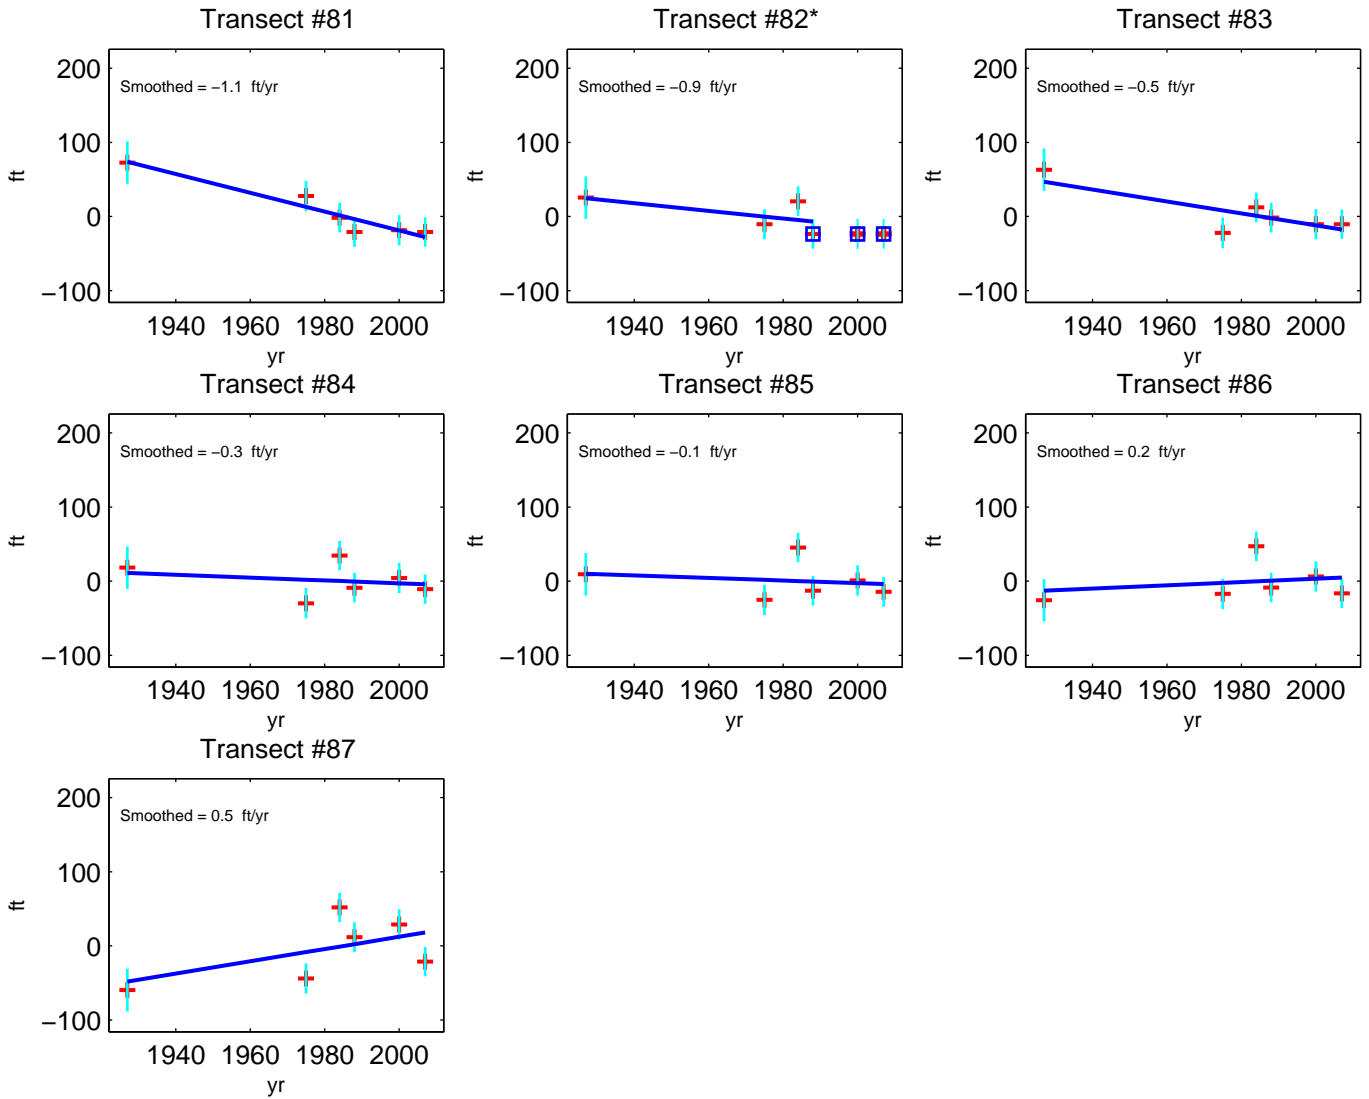 Transect #81
Transect #82*
Transect #83
200
100
0
−100
ft
Smoothed = −1.1 ft/yr
1940 1960 1980 2000
yr
200
100
0
−100
ft
Smoothed = −0.9 ft/yr
1940 1960 1980 2000
yr
200
100
0
−100
ft
Smoothed = −0.5 ft/yr
1940 1960 1980 2000
yr
Transect #84
Transect #85
Transect #86
200
100
0
−100
ft
Smoothed = −0.3 ft/yr
1940 1960 1980 2000
yr
200
100
0
−100
ft
Smoothed = −0.1 ft/yr
1940 1960 1980 2000
yr
200
100
0
−100
ft
Smoothed = 0.2 ft/yr
1940 1960 1980 2000
yr
Transect #87
200
100
0
−100
ft
Smoothed = 0.5 ft/yr
1940 1960 1980 2000
yr